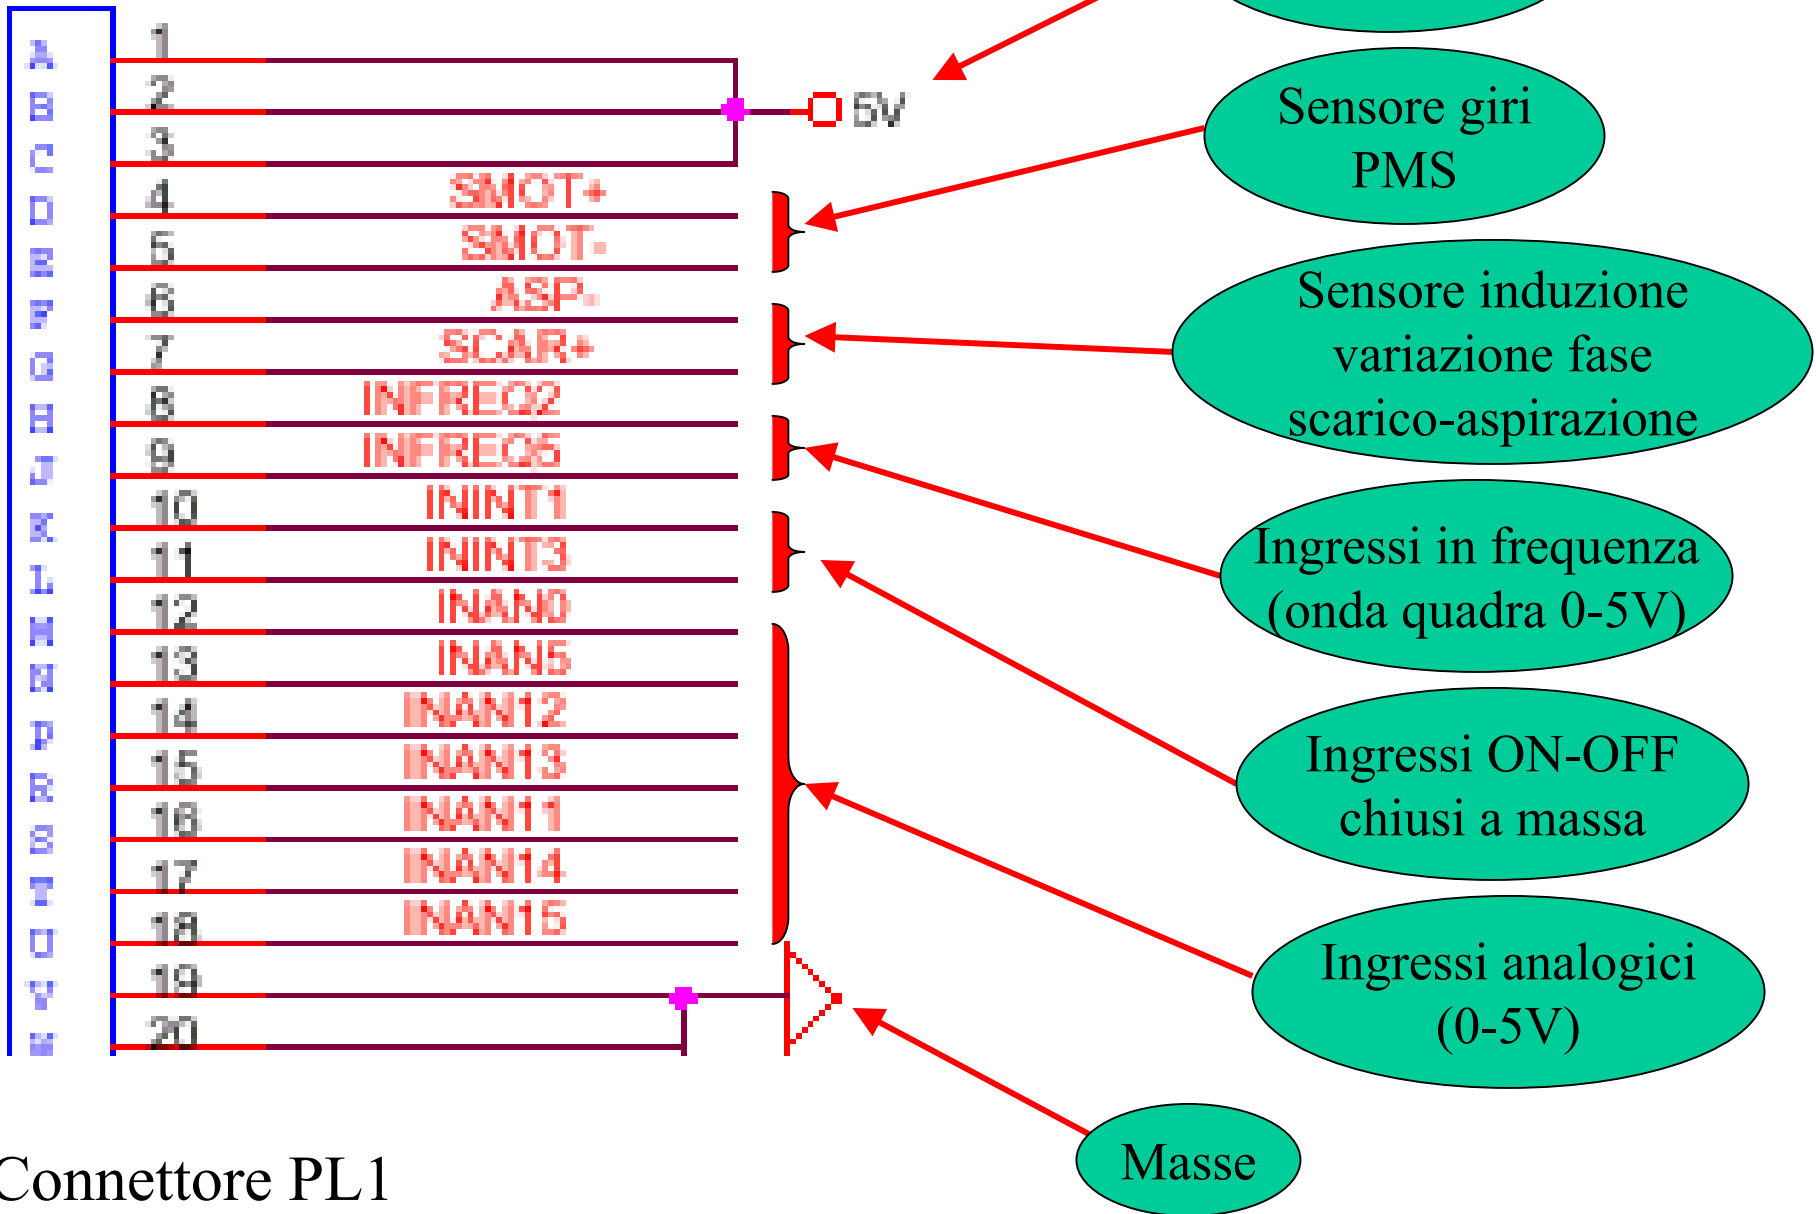 A 1
B 2 5V
C 3
D 4 SMOT+
E 5 SMOT-
F 6 ASP-
G 7 SCAR+
H 8 INFREQ2
J 9 INFREQ5
K 10 ININT1
L 11 ININT3
M 12 INAN0
N 13 INAN5
P 14 INAN12
R 15 INAN13
S 16 INAN11
T 17 INAN14
U 18 INAN15
V 19
W 20
Sensore giri
PMS
Sensore induzione
variazione fase
scarico-aspirazione
Ingressi in frequenza
(onda quadra 0-5V)
Ingressi ON-OFF
chiusi a massa
Ingressi analogici
(0-5V)
Masse
Connettore PL1